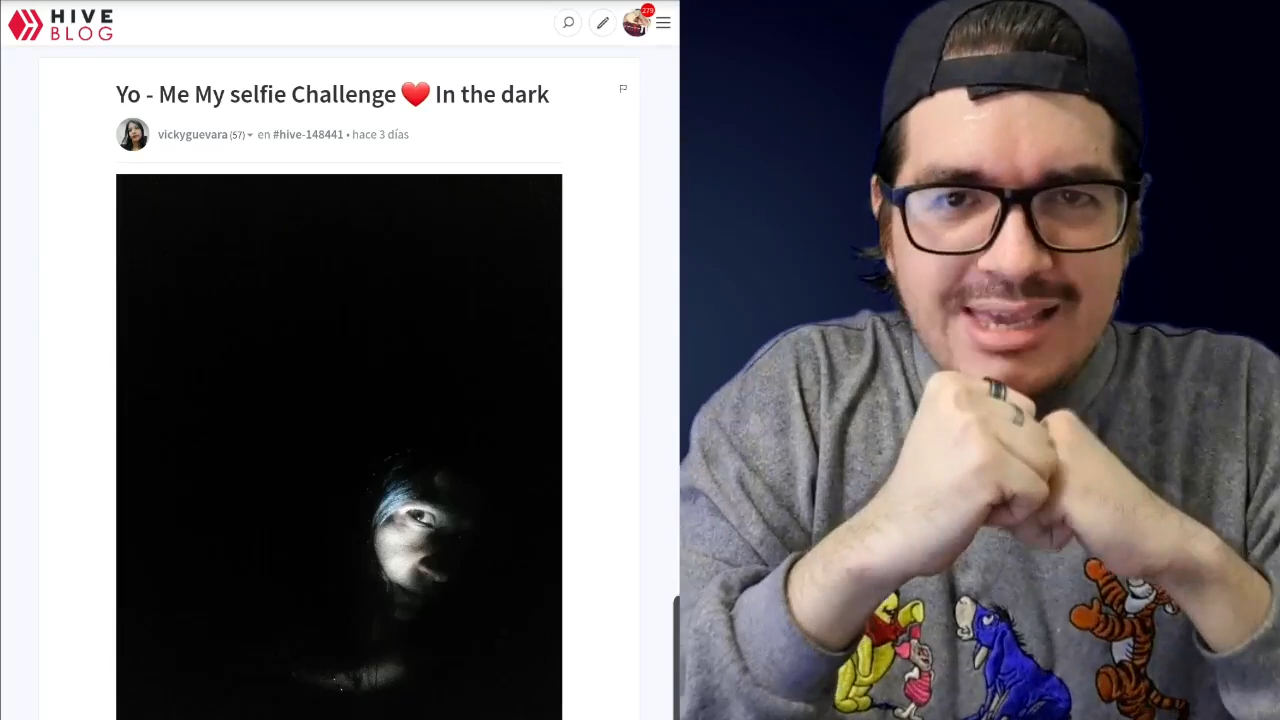 HIVE
BLOG
279
Yo - Me My selfie Challenge ❤️ In the dark
vickyguevara (57) en #hive-148441 • hace 3 días